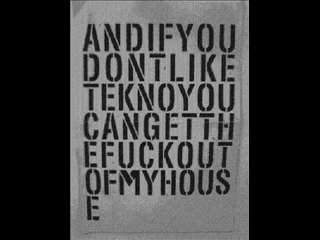 ANDIFYOU
DONTLIKE
TEKNOYOU
CANGETTH
EFUCKOUT
OFMYHOUS
E